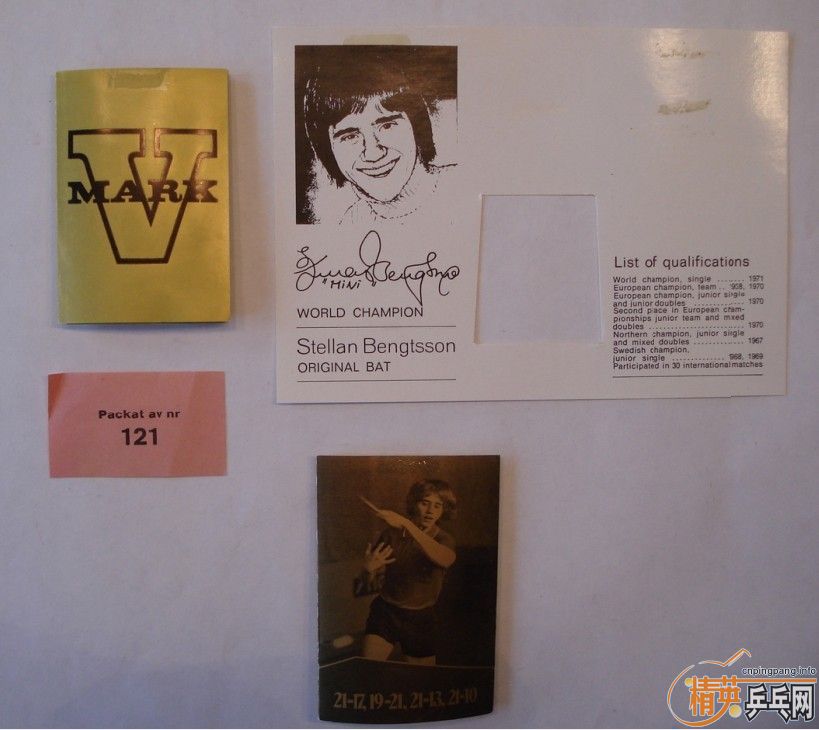 V
MARK
"MiNi"
WORLD CHAMPION
Stellan Bengtsson
ORIGINAL BAT
List of qualifications
World champion, single ........ 1971
European champion, team .. 1968, 1970
European champion, junior single
and junior doubles ................ 1970
Second place in European cham-
pionships junior team and mixed
doubles ........................... 1970
Northern champion, junior single
and mixed doubles .............. 1967
Swedish champion,
junior single ............... 1968, 1969
Participated in 30 international matches
Packat av nr
121
21-17, 19-21, 21-13, 21-10
cnpingpang.info
精英乒乓网